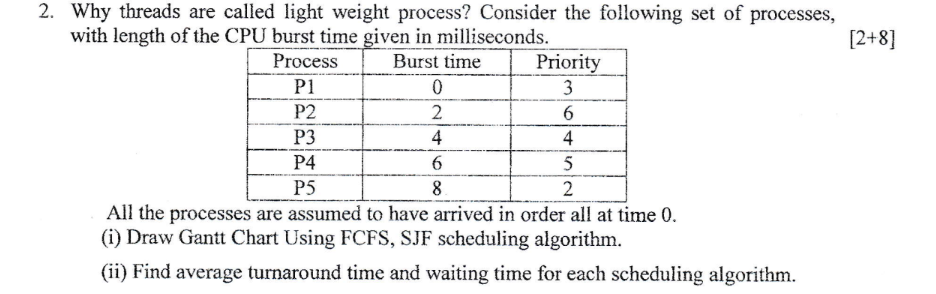 2. Why threads are called light weight process? Consider the following set of processes,
with length of the CPU burst time given in milliseconds. [2+8]
Process Burst time Priority
P1 0 3
P2 2 6
P3 4 4
P4 6 5
P5 8 2
All the processes are assumed to have arrived in order all at time 0.
(i) Draw Gantt Chart Using FCFS, SJF scheduling algorithm.
(ii) Find average turnaround time and waiting time for each scheduling algorithm.